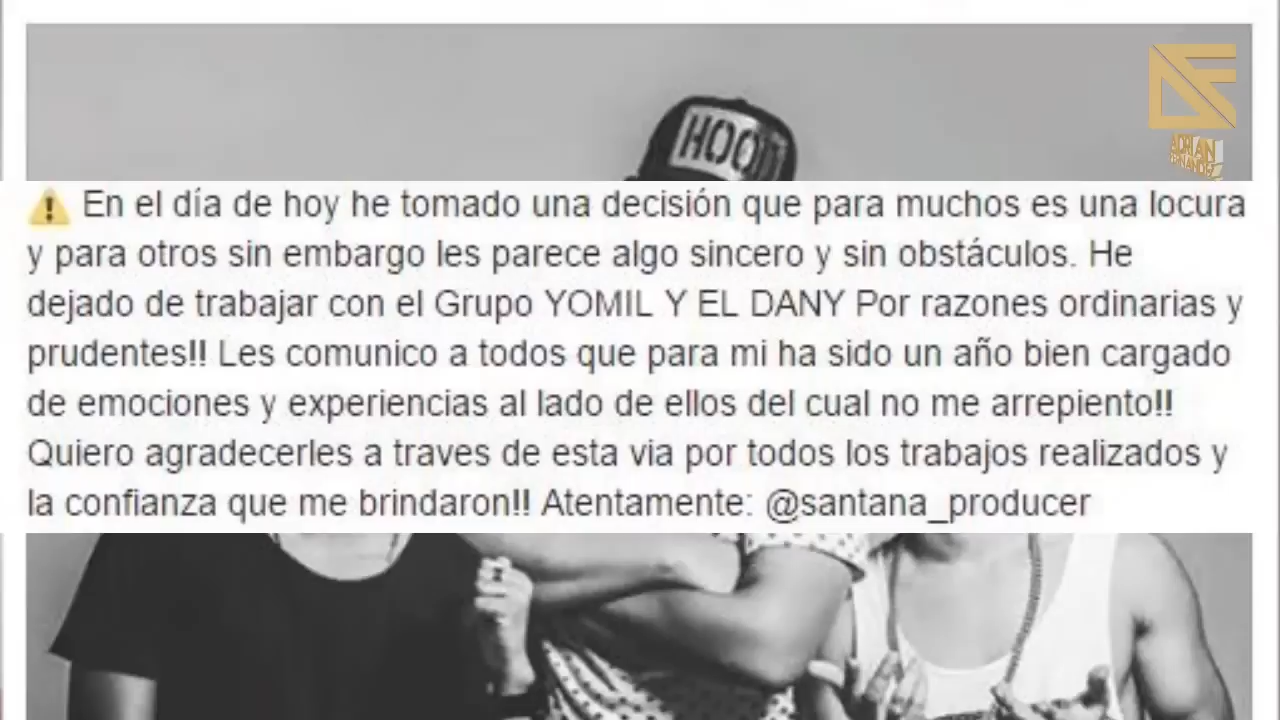 HOOD
ADRIAN
FERNANDEZ
⚠ En el día de hoy he tomado una decisión que para muchos es una locura
y para otros sin embargo les parece algo sincero y sin obstáculos. He
dejado de trabajar con el Grupo YOMIL Y EL DANY Por razones ordinarias y
prudentes!! Les comunico a todos que para mi ha sido un año bien cargado
de emociones y experiencias al lado de ellos del cual no me arrepiento!!
Quiero agradecerles a traves de esta via por todos los trabajos realizados y
la confianza que me brindaron!! Atentamente: @santana_producer